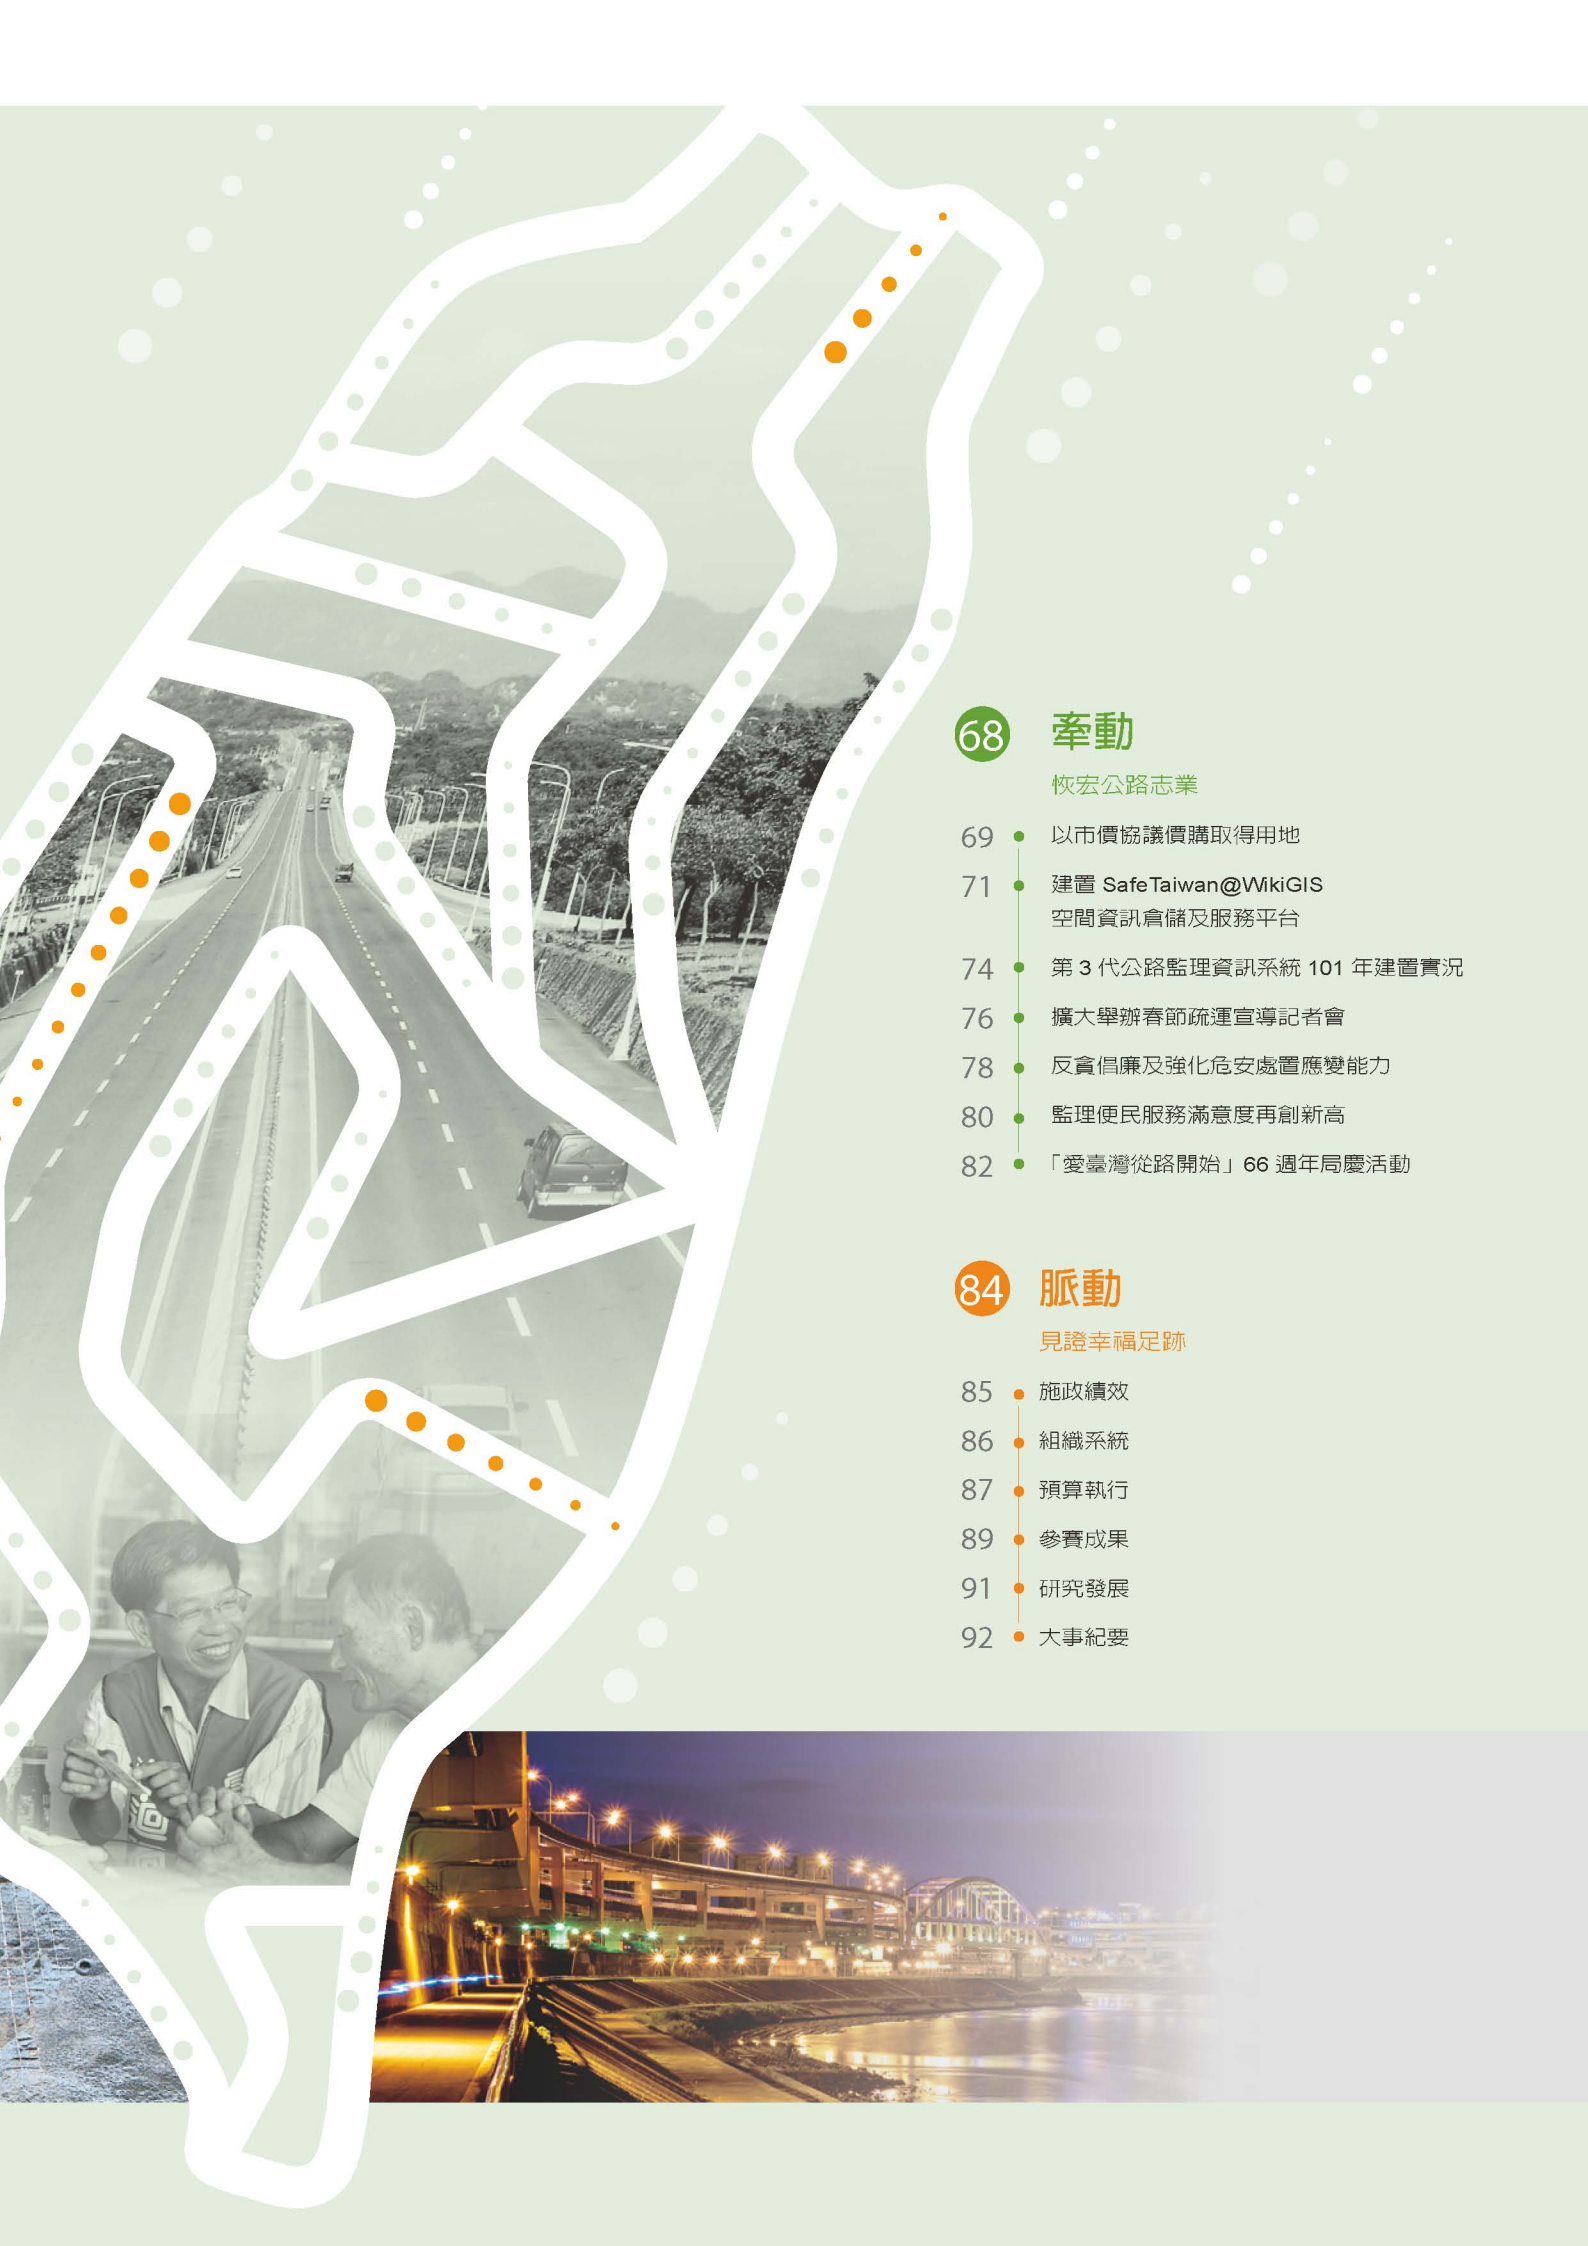 68 牽動
恢宏公路志業
69 以市價協議價購取得用地
71 建置 SafeTaiwan@WikiGIS
空間資訊倉儲及服務平台
74 第 3 代公路監理資訊系統 101 年建置實況
76 擴大舉辦春節疏運宣導記者會
78 反貪倡廉及強化危安處置應變能力
80 監理便民服務滿意度再創新高
82 「愛臺灣從路開始」66 週年局慶活動
84 脈動
見證幸福足跡
85 施政績效
86 組織系統
87 預算執行
89 參賽成果
91 研究發展
92 大事紀要